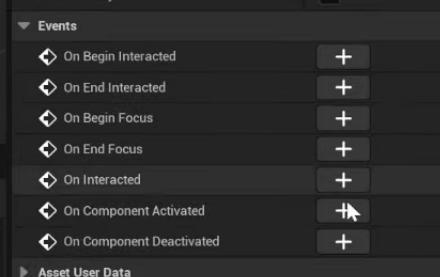 Events
On Begin Interacted
On End Interacted
On Begin Focus
On End Focus
On Interacted
On Component Activated
On Component Deactivated
Asset User Data